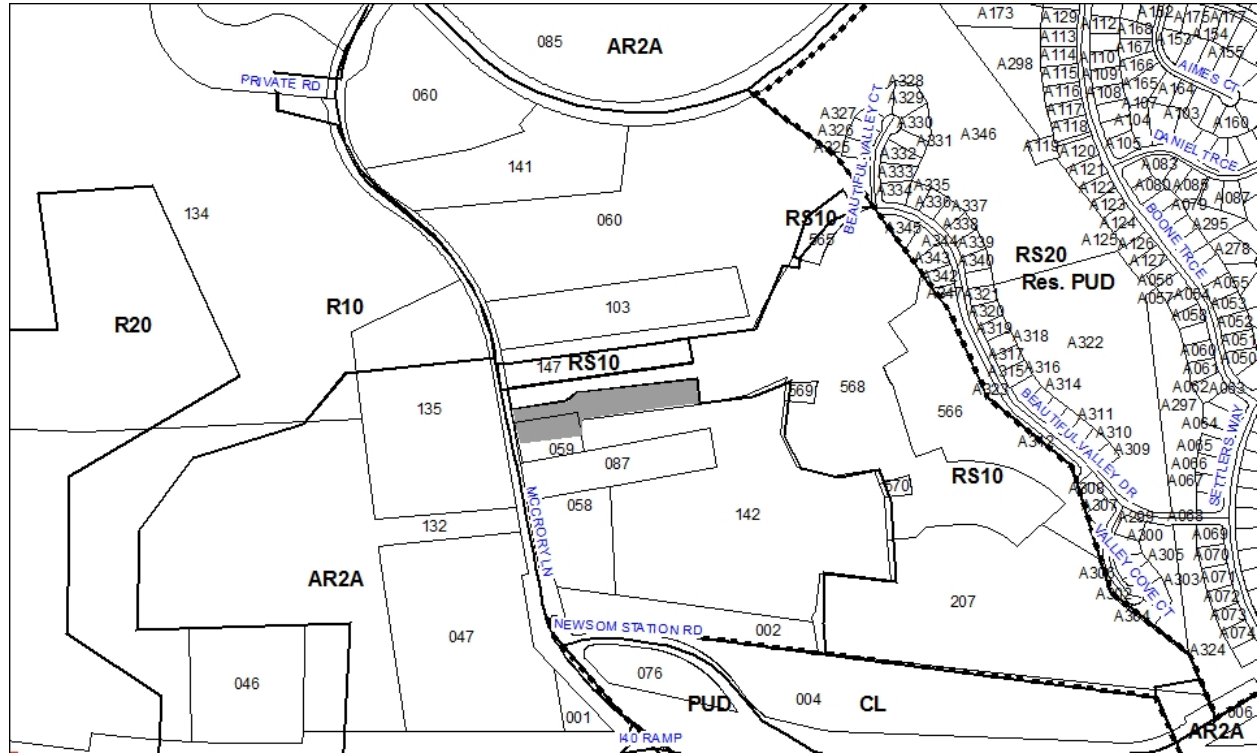 085
AR2A
A173
A298
A129
A113
A114
A115
A116
A117
A118
A119
A112
A168
A167
A166
A165
A110
A109
A108
A107
A104
A105
A175
A177
A153
A154
A155
A164
A103
A160
AIMES CT
DANIEL TRCE
PRIVATE RD
060
141
134
060
A328
A329
A327
A326
A325
A330
A331
A332
A333
A334
A346
BEAUTIFUL VALLEY CT
A335
A336
A337
A338
A339
A340
A345
A344
A343
A342
A321
A320
A319
A318
A317
A316
A315
A314
A323
RS10
565
RS20
Res. PUD
A120
A121
A122
A123
A124
A125
A126
A127
A083
A087
A079
A295
A278
BOONE TRCE
A056
A057
A054
A058
A055
A053
A052
A051
A050
A060
A061
A062
A063
A297
A064
A065
A066
A067
A068
SETTLERS WAY
A322
R20
R10
103
147
RS10
135
059
087
058
142
569
568
566
570
RS10
A311
A310
A309
A312
BEAUTIFUL VALLEY DR
A308
A307
A299
A300
A305
A303
A302
A304
VALLEY COVE CT
A069
A070
A071
A072
A073
A074
A324
132
AR2A
047
046
001
MCCRORY LN
NEWSOM STATION RD
002
207
076
PUD
004
CL
I40 RAMP
006
AR2A